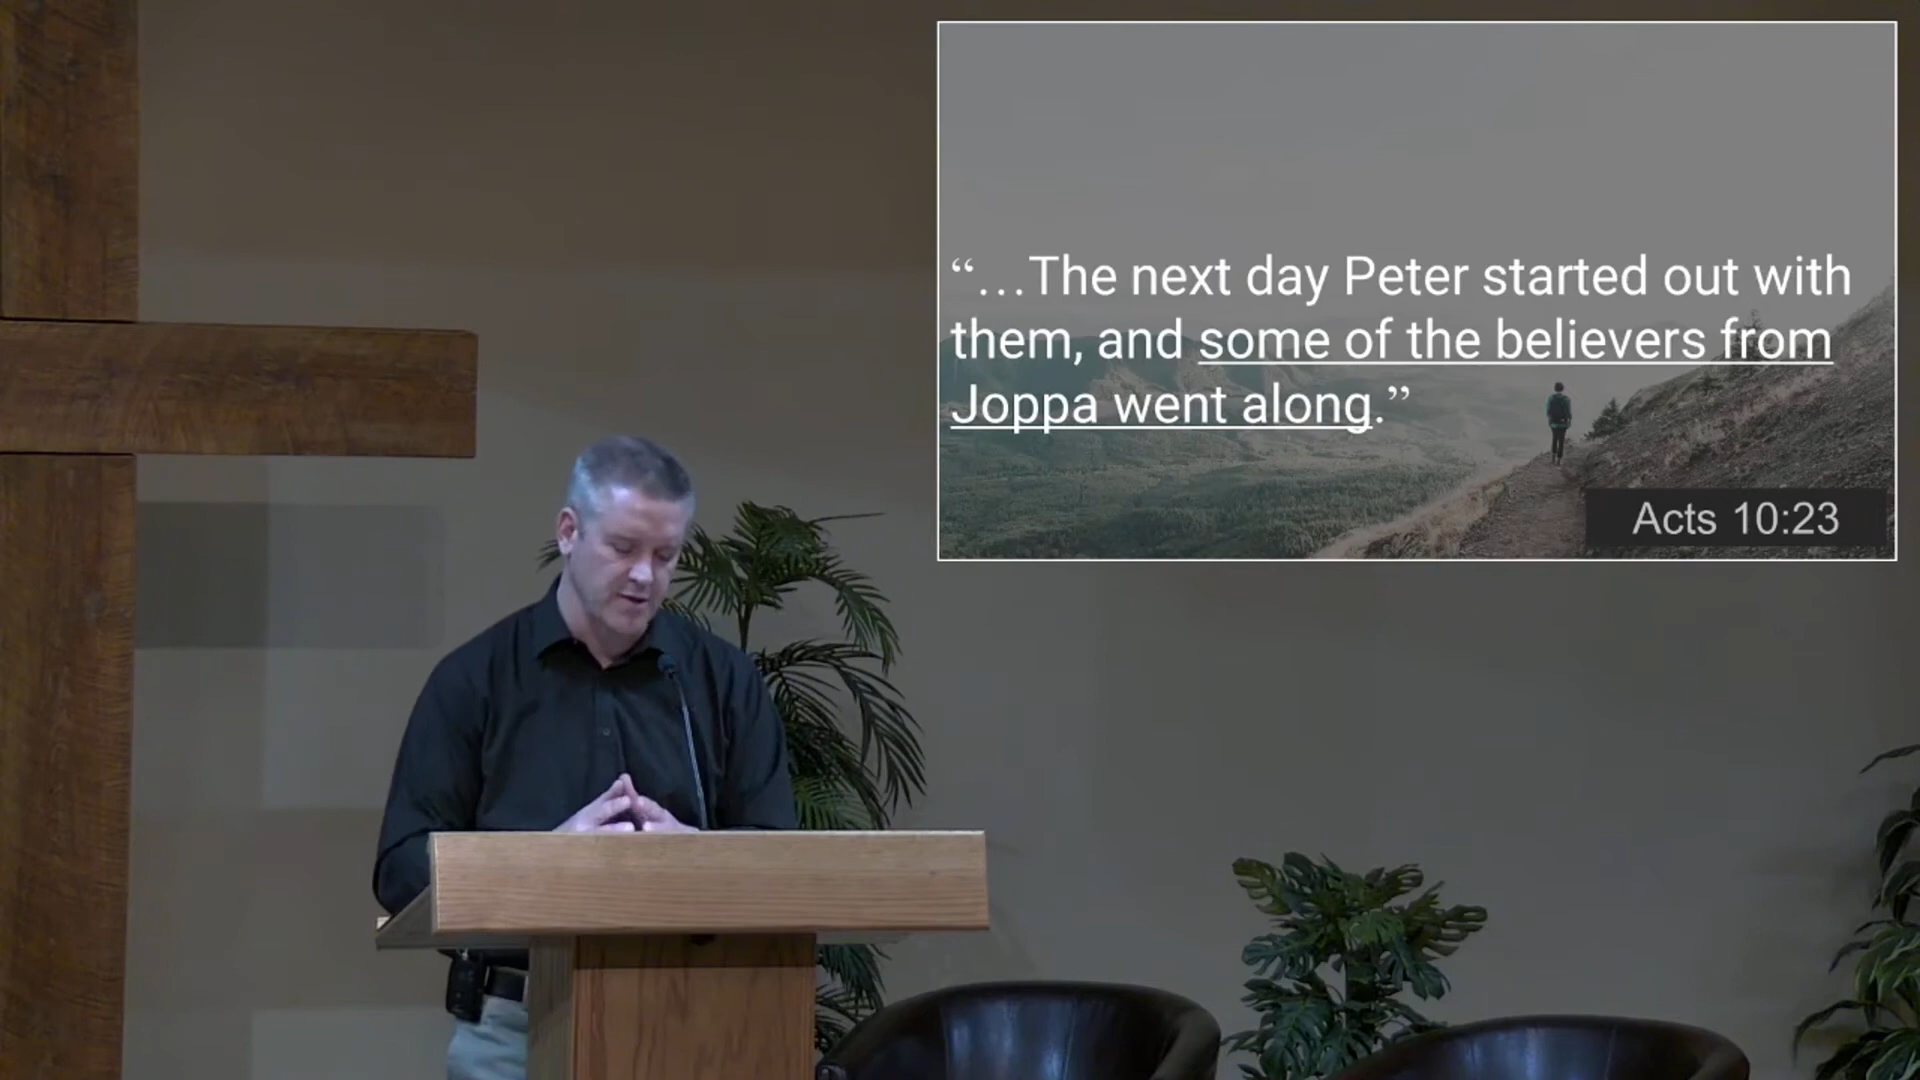 “…The next day Peter started out with
them, and some of the believers from
Joppa went along.”
Acts 10:23